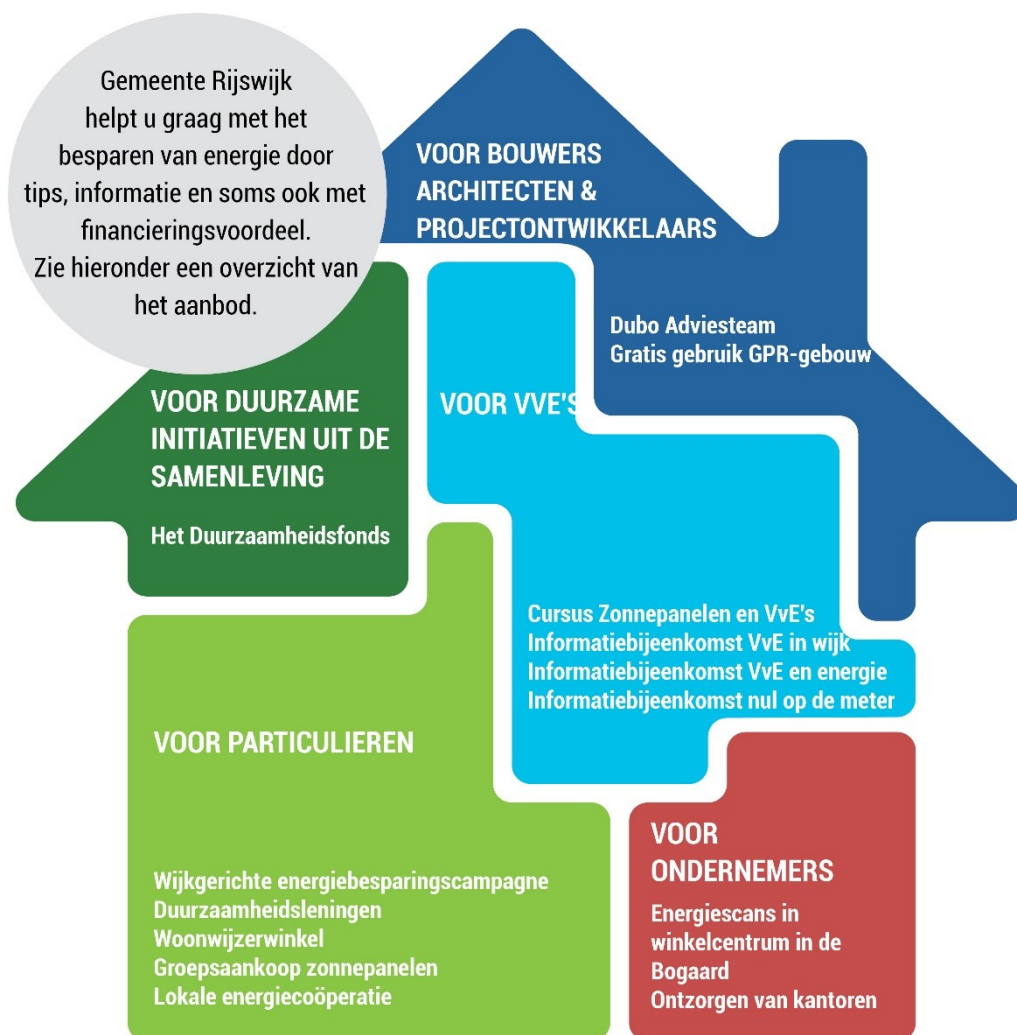 Gemeente Rijswijk
helpt u graag met het
besparen van energie door
tips, informatie en soms ook met
financieringsvoordeel.
Zie hieronder een overzicht van
het aanbod.
VOOR BOUWERS
ARCHITECTEN &
PROJECTONTWIKKELAARS
Dubo Adviesteam
Gratis gebruik GPR-gebouw
VOOR DUURZAME
INITIATIEVEN UIT DE
SAMENLEVING
Het Duurzaamheidsfonds
VOOR VVE'S
Cursus Zonnepanelen en VvE's
Informatiebijeenkomst VvE in wijk
Informatiebijeenkomst VvE en energie
Informatiebijeenkomst nul op de meter
VOOR PARTICULIEREN
Wijkgerichte energiebesparingscampagne
Duurzaamheidsleningen
Woonwijzerwinkel
Groepsaankoop zonnepanelen
Lokale energiecoöperatie
VOOR
ONDERNEMERS
Energiescans in
winkelcentrum in de
Bogaard
Ontzorgen van kantoren